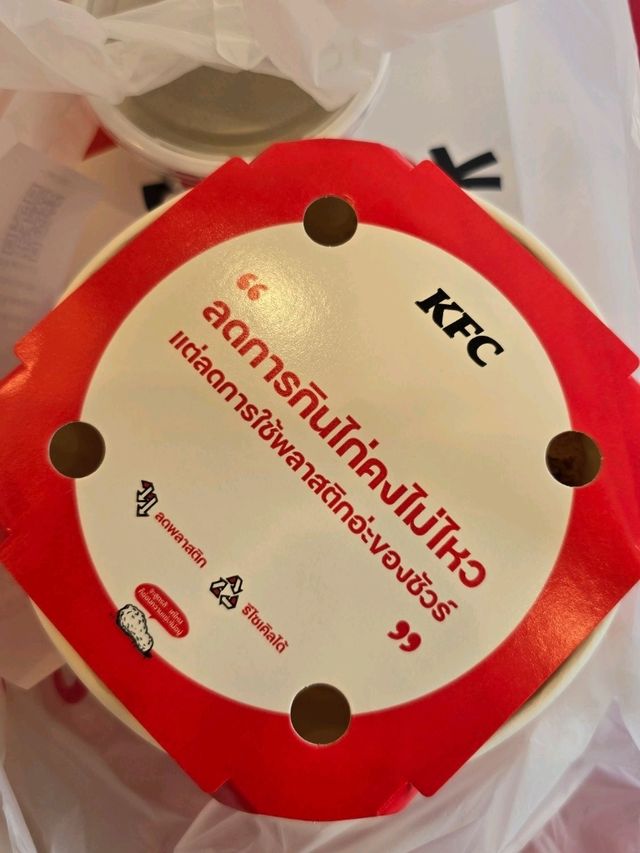 KFC
“
ลดการกินไก่คงไม่ไหว
แต่ลดการใช้พลาสติกอ่ะของชัวร์
”
ลดพลาสติก
รีไซเคิลได้
K